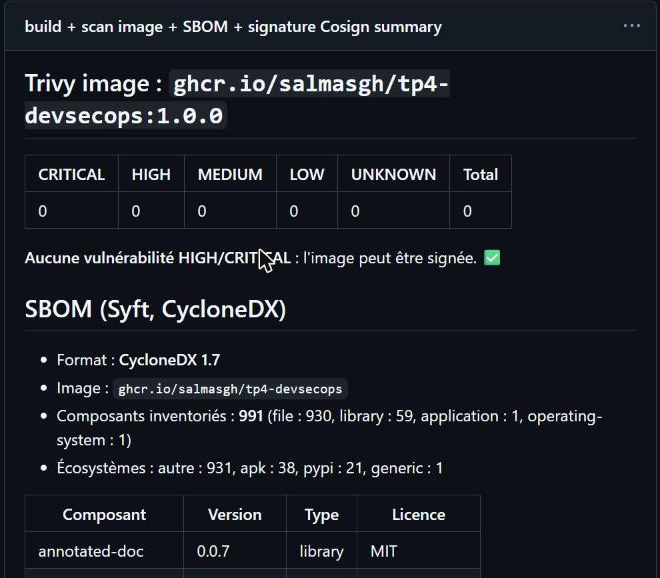 build + scan image + SBOM + signature Cosign summary
Trivy image : ghcr.io/salmasgh/tp4-
devsecops:1.0.0
CRITICAL HIGH MEDIUM LOW UNKNOWN Total
0 0 0 0 0 0
Aucune vulnérabilité HIGH/CRITICAL : l'image peut être signée. ✅
SBOM (Syft, CycloneDX)
• Format : CycloneDX 1.7
• Image : ghcr.io/salmasgh/tp4-devsecops
• Composants inventoriés : 991 (file : 930, library : 59, application : 1, operating-
system : 1)
• Écosystèmes : autre : 931, apk : 38, pypi : 21, generic : 1
Composant Version Type Licence
annotated-doc 0.0.7 library MIT